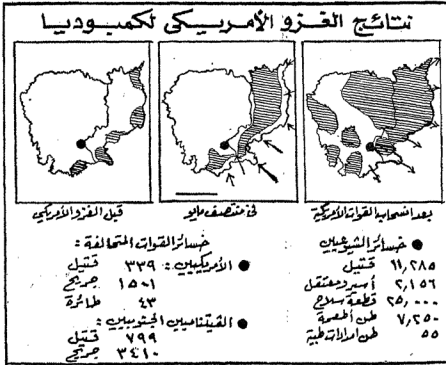 نتائج الغزو الأمريكي لكمبوديا
بعد انسحاب القوات الأمريكية
في منتصف مايو
قبل الغزو الأمريكي
● خسائر الشيوعيين
١١,٢٨٥ قتيل
٢,١٥٦ أسير ومعتقل
٢٥,٠٠٠ قطعة سلاح
٧,٢٥٠ طن أطعمة
٥٥ طن امدادات طبية
خسائر القوات المتحالفة :
● الأمريكيين : ٣٣٩ قتيل
١٥٠١ جريح
٤٣ طائرة
● الفيتناميين الجنوبيين :
٧٩٩ قتيل
٣٤١٠ جريح